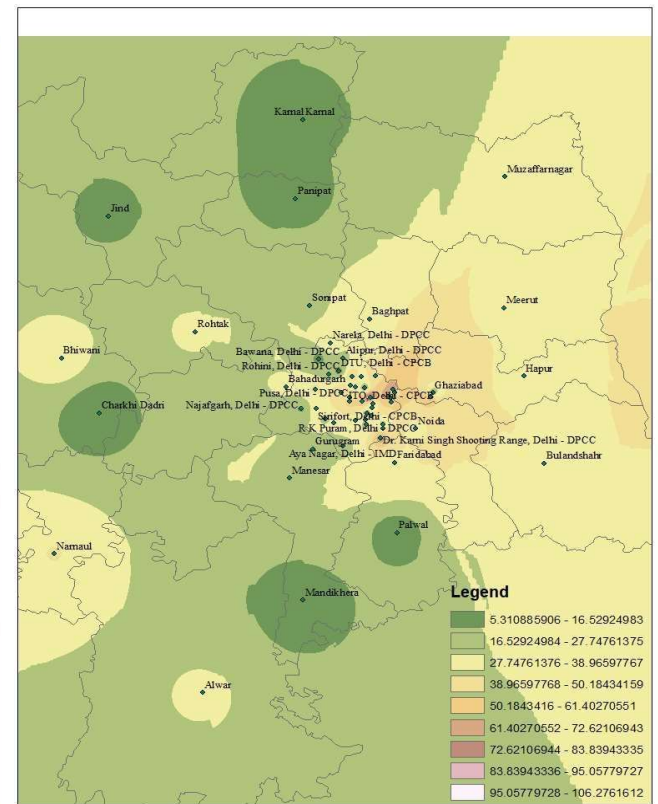 Karnal Karnal
Muzaffarnagar
Panipat
Jind
Sonipat
Meerut
Baghpat
Rohtak
Narela, Delhi - DPCC
Bawana, Delhi - DPCC
Alipur, Delhi - DPCC
Bhiwani
Rohini, Delhi - DPCC
DTU, Delhi - CPCB
Hapur
Bahadurgarh
Ghaziabad
Pusa, Delhi - DPCC
ITO, Delhi - CPCB
Charkhi Dadri
Najafgarh, Delhi - DPCC
Sirifort, Delhi - CPCB
Noida
R K Puram, Delhi - DPCC
Dr. Karni Singh Shooting Range, Delhi - DPCC
Gurugram
Aya Nagar, Delhi - IMD
Faridabad
Bulandshahr
Manesar
Palwal
Narnaul
Mandikhera
Alwar
Legend
5.310885906 - 16.52924983
16.52924984 - 27.74761375
27.74761376 - 38.96597767
38.96597768 - 50.18434159
50.1843416 - 61.40270551
61.40270552 - 72.62106943
72.62106944 - 83.83943335
83.83943336 - 95.05779727
95.05779728 - 106.2761612